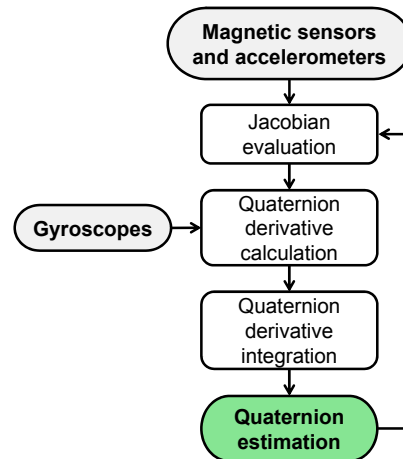 Magnetic sensors
and accelerometers
Jacobian
evaluation
Gyroscopes
Quaternion
derivative
calculation
Quaternion
derivative
integration
Quaternion
estimation